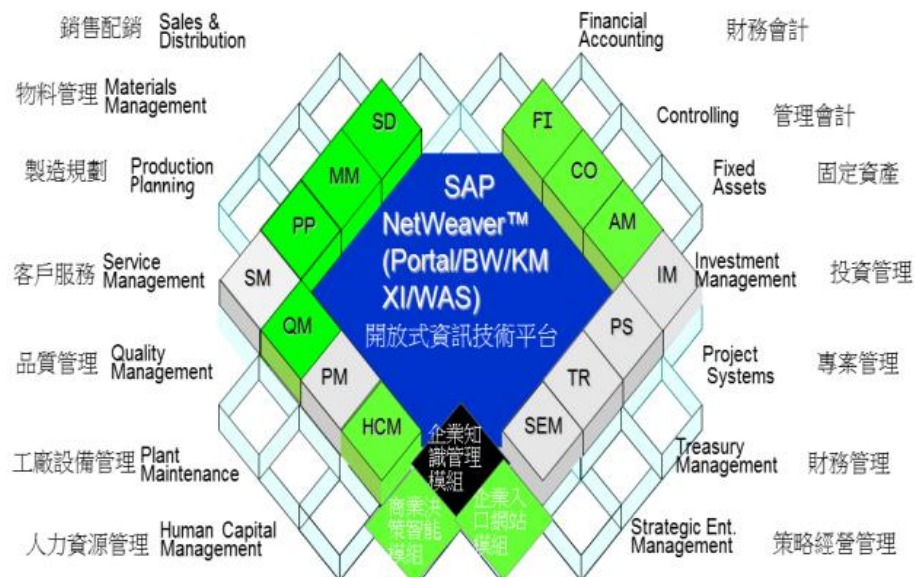 銷售配銷 Sales &
Distribution
物料管理 Materials
Management
製造規劃 Production
Planning
客戶服務 Service
Management
品質管理 Quality
Management
工廠設備管理 Plant
Maintenance
人力資源管理 Human Capital
Management
SD
MM
PP
SM
QM
PM
HCM
SAP
NetWeaver™
(Portal/BW/KM
XI/WAS)
開放式資訊技術平台
企業知
識管理
模組
商業決
策智能
模組
企業入
口網站
模組
FI
CO
AM
IM
PS
TR
SEM
Financial
Accounting 財務會計
Controlling 管理會計
Fixed
Assets 固定資產
Investment
Management 投資管理
Project
Systems 專案管理
Treasury
Management 財務管理
Strategic Ent.
Management 策略經營管理